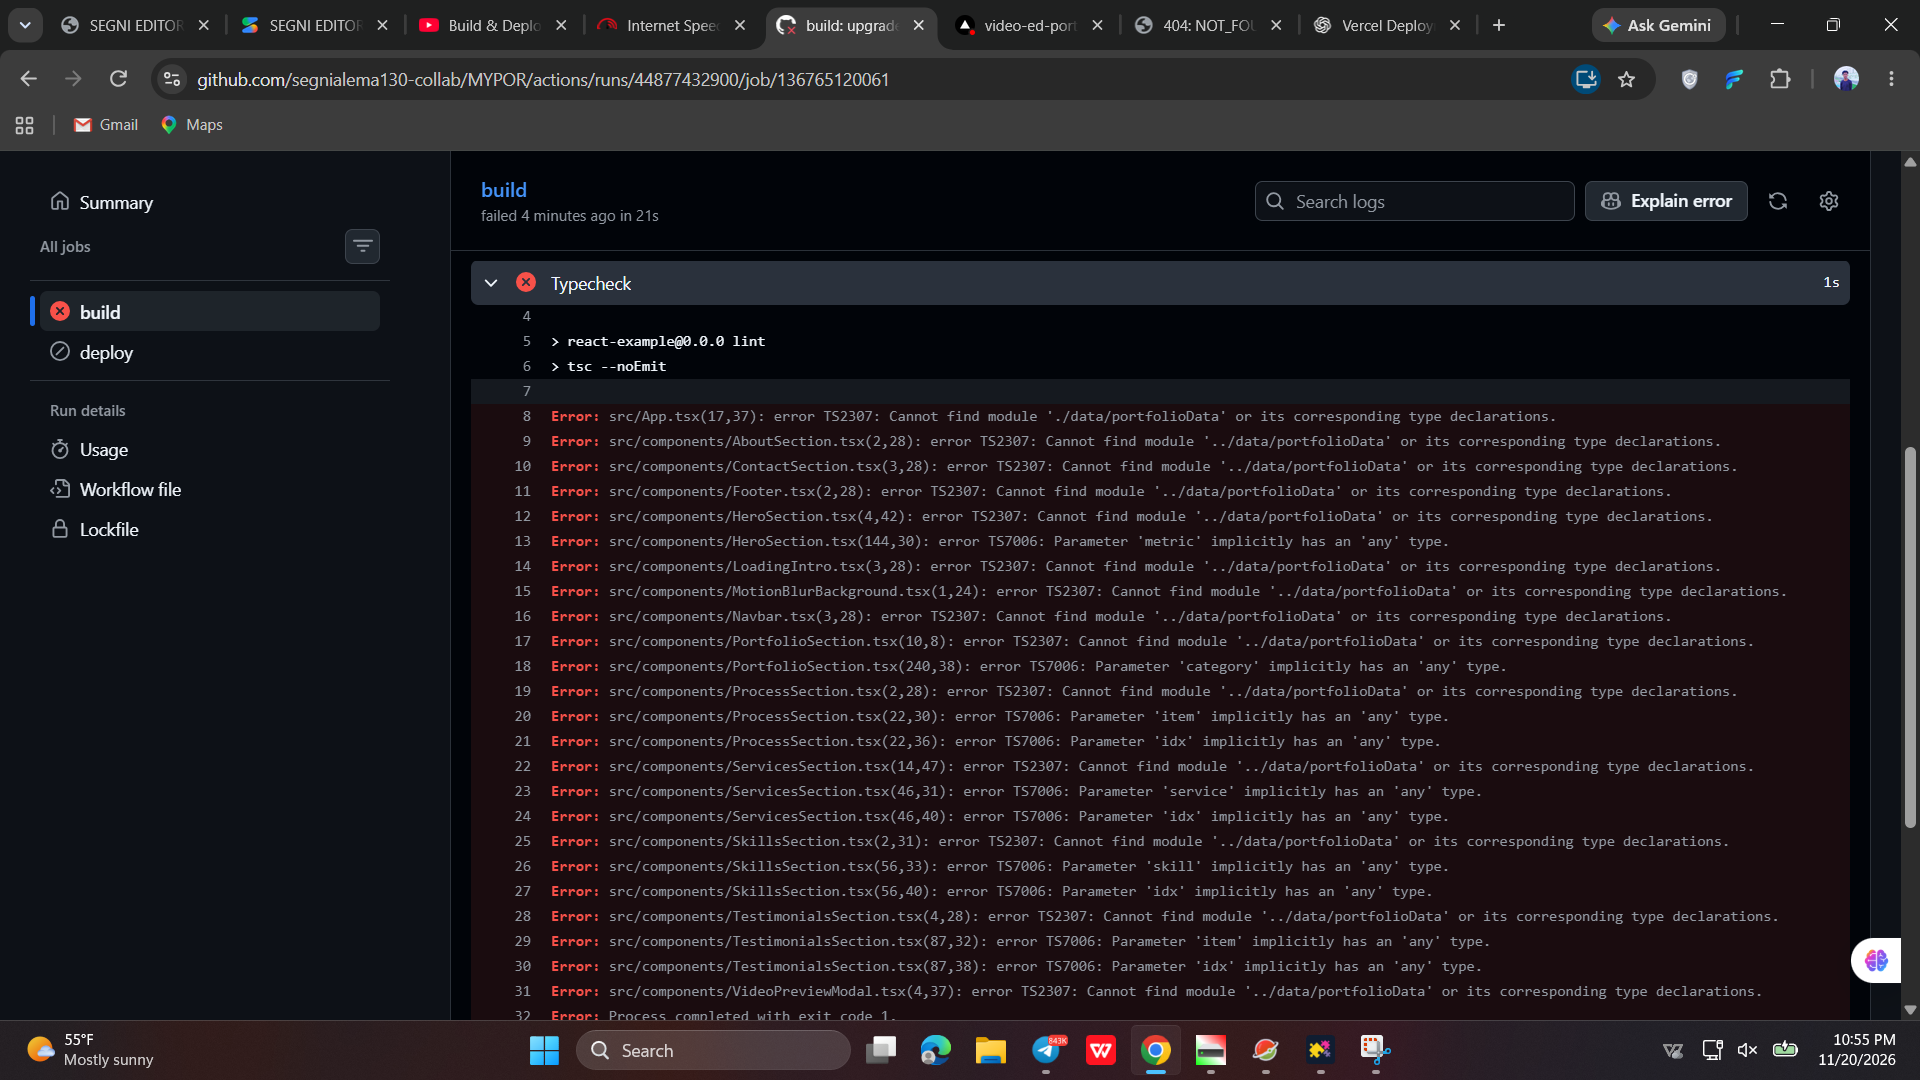 SEGNI EDITOR
SEGNI EDITOR
Build & Deplo
Internet Speed
build: upgrade
video-ed-port
404: NOT_FOU
Vercel Deploy
Ask Gemini
github.com/segnialema130-collab/MYPOR/actions/runs/44877432900/job/136765120061
Gmail
Maps
Summary
All jobs
build
deploy
Run details
Usage
Workflow file
Lockfile
build
failed 4 minutes ago in 21s
Search logs
Explain error
Typecheck
1s
4
5 > react-example@0.0.0 lint
6 > tsc --noEmit
7
8 Error: src/App.tsx(17,37): error TS2307: Cannot find module './data/portfolioData' or its corresponding type declarations.
9 Error: src/components/AboutSection.tsx(2,28): error TS2307: Cannot find module '../data/portfolioData' or its corresponding type declarations.
10 Error: src/components/ContactSection.tsx(3,28): error TS2307: Cannot find module '../data/portfolioData' or its corresponding type declarations.
11 Error: src/components/Footer.tsx(2,28): error TS2307: Cannot find module '../data/portfolioData' or its corresponding type declarations.
12 Error: src/components/HeroSection.tsx(4,42): error TS2307: Cannot find module '../data/portfolioData' or its corresponding type declarations.
13 Error: src/components/HeroSection.tsx(144,30): error TS7006: Parameter 'metric' implicitly has an 'any' type.
14 Error: src/components/LoadingIntro.tsx(3,28): error TS2307: Cannot find module '../data/portfolioData' or its corresponding type declarations.
15 Error: src/components/MotionBlurBackground.tsx(1,24): error TS2307: Cannot find module '../data/portfolioData' or its corresponding type declarations.
16 Error: src/components/Navbar.tsx(3,28): error TS2307: Cannot find module '../data/portfolioData' or its corresponding type declarations.
17 Error: src/components/PortfolioSection.tsx(10,8): error TS2307: Cannot find module '../data/portfolioData' or its corresponding type declarations.
18 Error: src/components/PortfolioSection.tsx(240,38): error TS7006: Parameter 'category' implicitly has an 'any' type.
19 Error: src/components/ProcessSection.tsx(2,28): error TS2307: Cannot find module '../data/portfolioData' or its corresponding type declarations.
20 Error: src/components/ProcessSection.tsx(22,30): error TS7006: Parameter 'item' implicitly has an 'any' type.
21 Error: src/components/ProcessSection.tsx(22,36): error TS7006: Parameter 'idx' implicitly has an 'any' type.
22 Error: src/components/ServicesSection.tsx(14,47): error TS2307: Cannot find module '../data/portfolioData' or its corresponding type declarations.
23 Error: src/components/ServicesSection.tsx(46,31): error TS7006: Parameter 'service' implicitly has an 'any' type.
24 Error: src/components/ServicesSection.tsx(46,40): error TS7006: Parameter 'idx' implicitly has an 'any' type.
25 Error: src/components/SkillsSection.tsx(2,31): error TS2307: Cannot find module '../data/portfolioData' or its corresponding type declarations.
26 Error: src/components/SkillsSection.tsx(56,33): error TS7006: Parameter 'skill' implicitly has an 'any' type.
27 Error: src/components/SkillsSection.tsx(56,40): error TS7006: Parameter 'idx' implicitly has an 'any' type.
28 Error: src/components/TestimonialsSection.tsx(4,28): error TS2307: Cannot find module '../data/portfolioData' or its corresponding type declarations.
29 Error: src/components/TestimonialsSection.tsx(87,32): error TS7006: Parameter 'item' implicitly has an 'any' type.
30 Error: src/components/TestimonialsSection.tsx(87,38): error TS7006: Parameter 'idx' implicitly has an 'any' type.
31 Error: src/components/VideoPreviewModal.tsx(4,37): error TS2307: Cannot find module '../data/portfolioData' or its corresponding type declarations.
32 Error: Process completed with exit code 1.
55°F
Mostly sunny
Search
843K
10:55 PM
11/20/2026